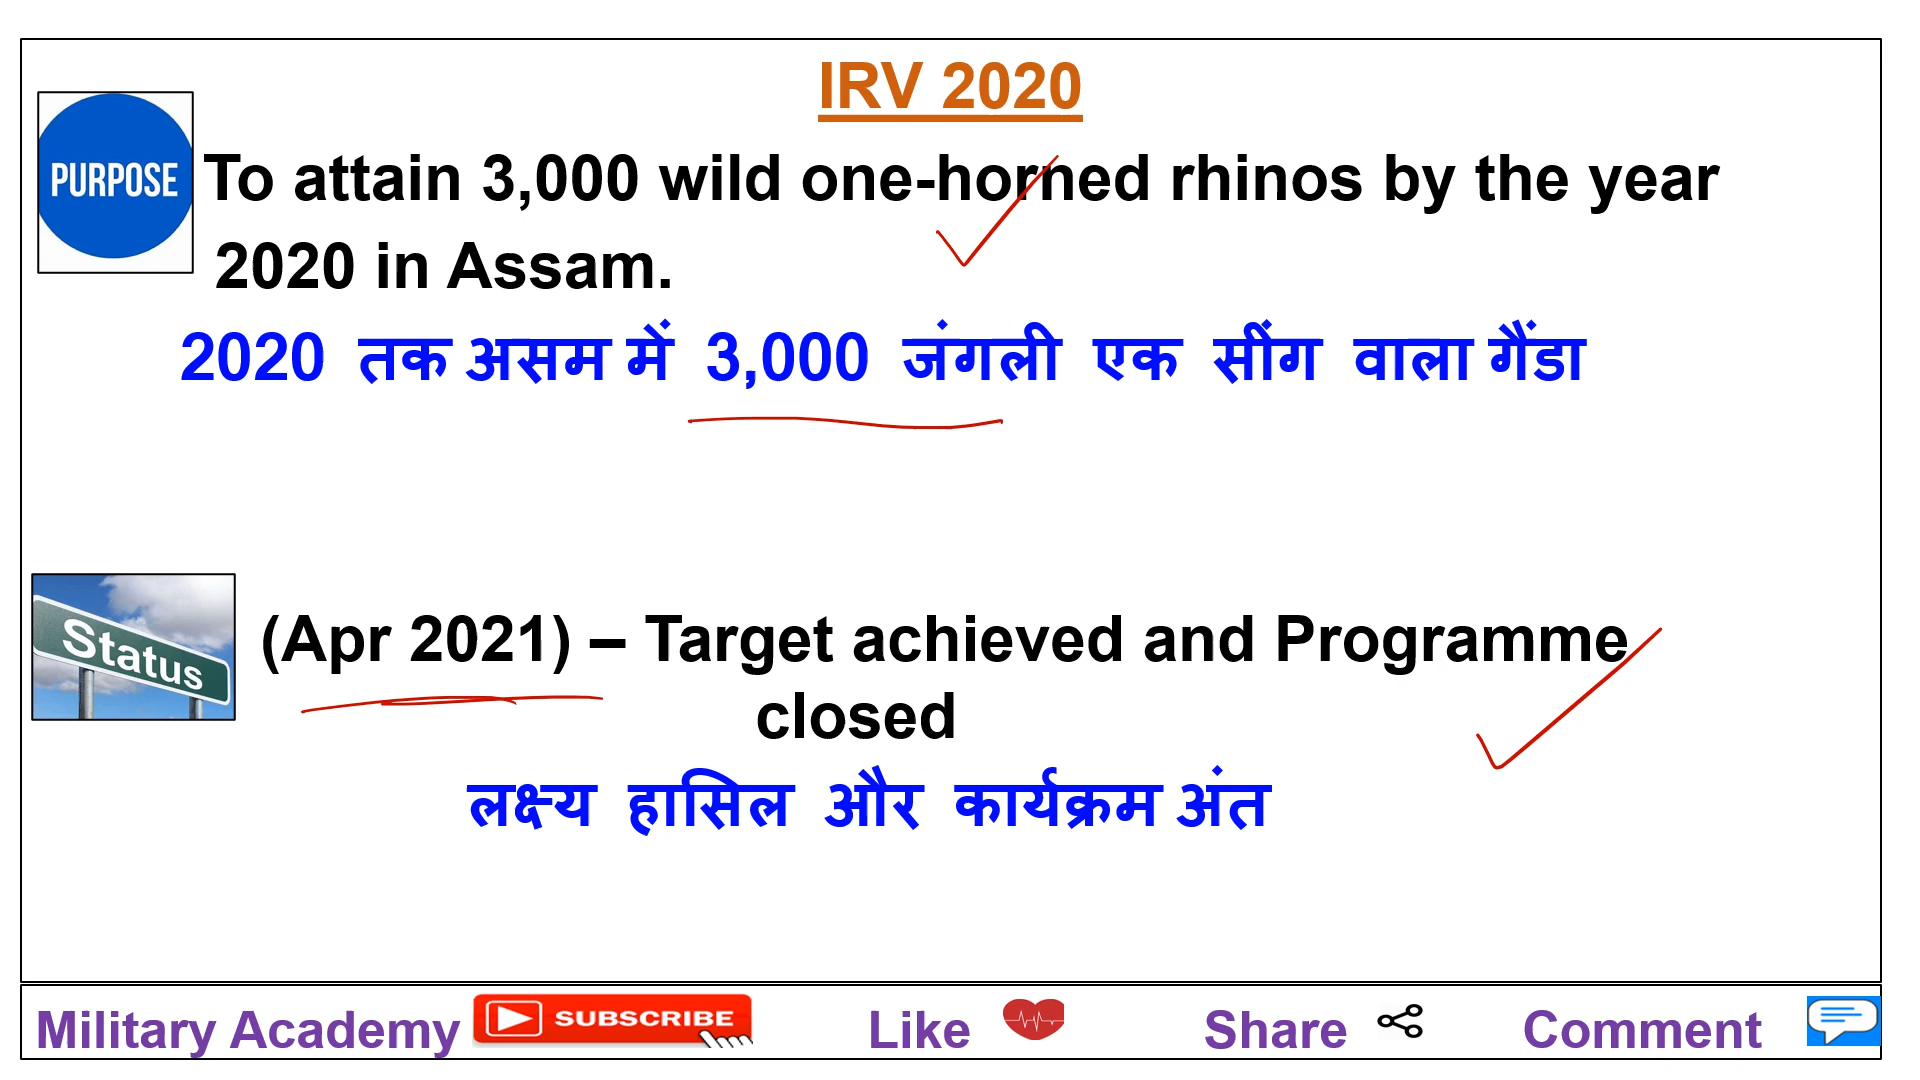 IRV 2020
PURPOSE
To attain 3,000 wild one-horned rhinos by the year
2020 in Assam.
2020 तक असम में 3,000 जंगली एक सींग वाला गैंडा
Status
(Apr 2021) – Target achieved and Programme
closed
लक्ष्य हासिल और कार्यक्रम अंत
Military Academy SUBSCRIBE Like Share Comment